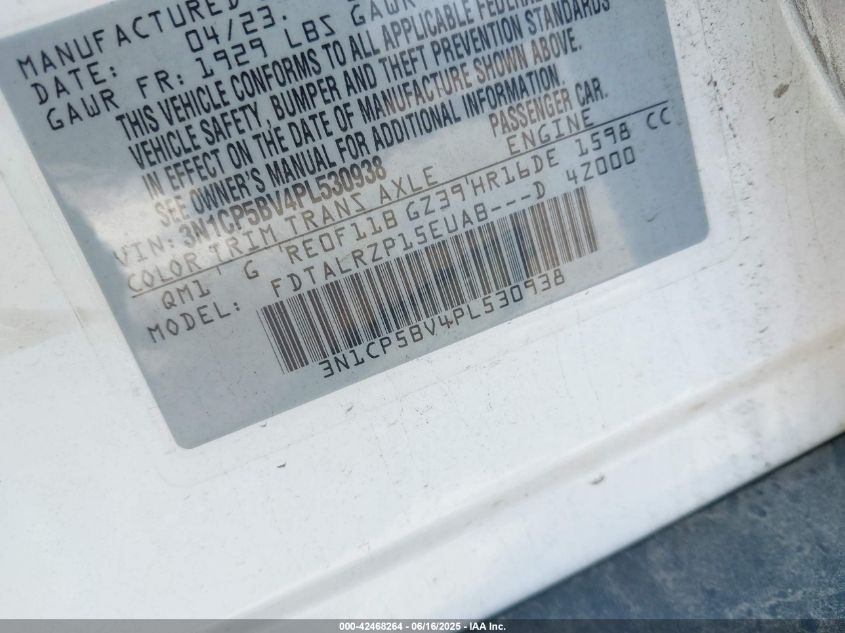 MANUFACTURED
DATE: 04/23.
GAWR FR: 1929 LBS GAWR
THIS VEHICLE CONFORMS TO ALL APPLICABLE FEDERAL
VEHICLE SAFETY, BUMPER AND THEFT PREVENTION STANDARDS
IN EFFECT ON THE DATE OF MANUFACTURE SHOWN ABOVE.
SEE OWNER'S MANUAL FOR ADDITIONAL INFORMATION.
VIN: 3N1CP5BV4PL530938 PASSENGER CAR.
COLOR TRIM TRANS AXLE ENGINE
QM1 G RE0F11B GZ39 HR16DE 1598 CC
MODEL: FDTALRZP15EUAB---D 4Z000
3N1CP5BV4PL530938
000-42468264 - 06/16/2025 - IAA Inc.